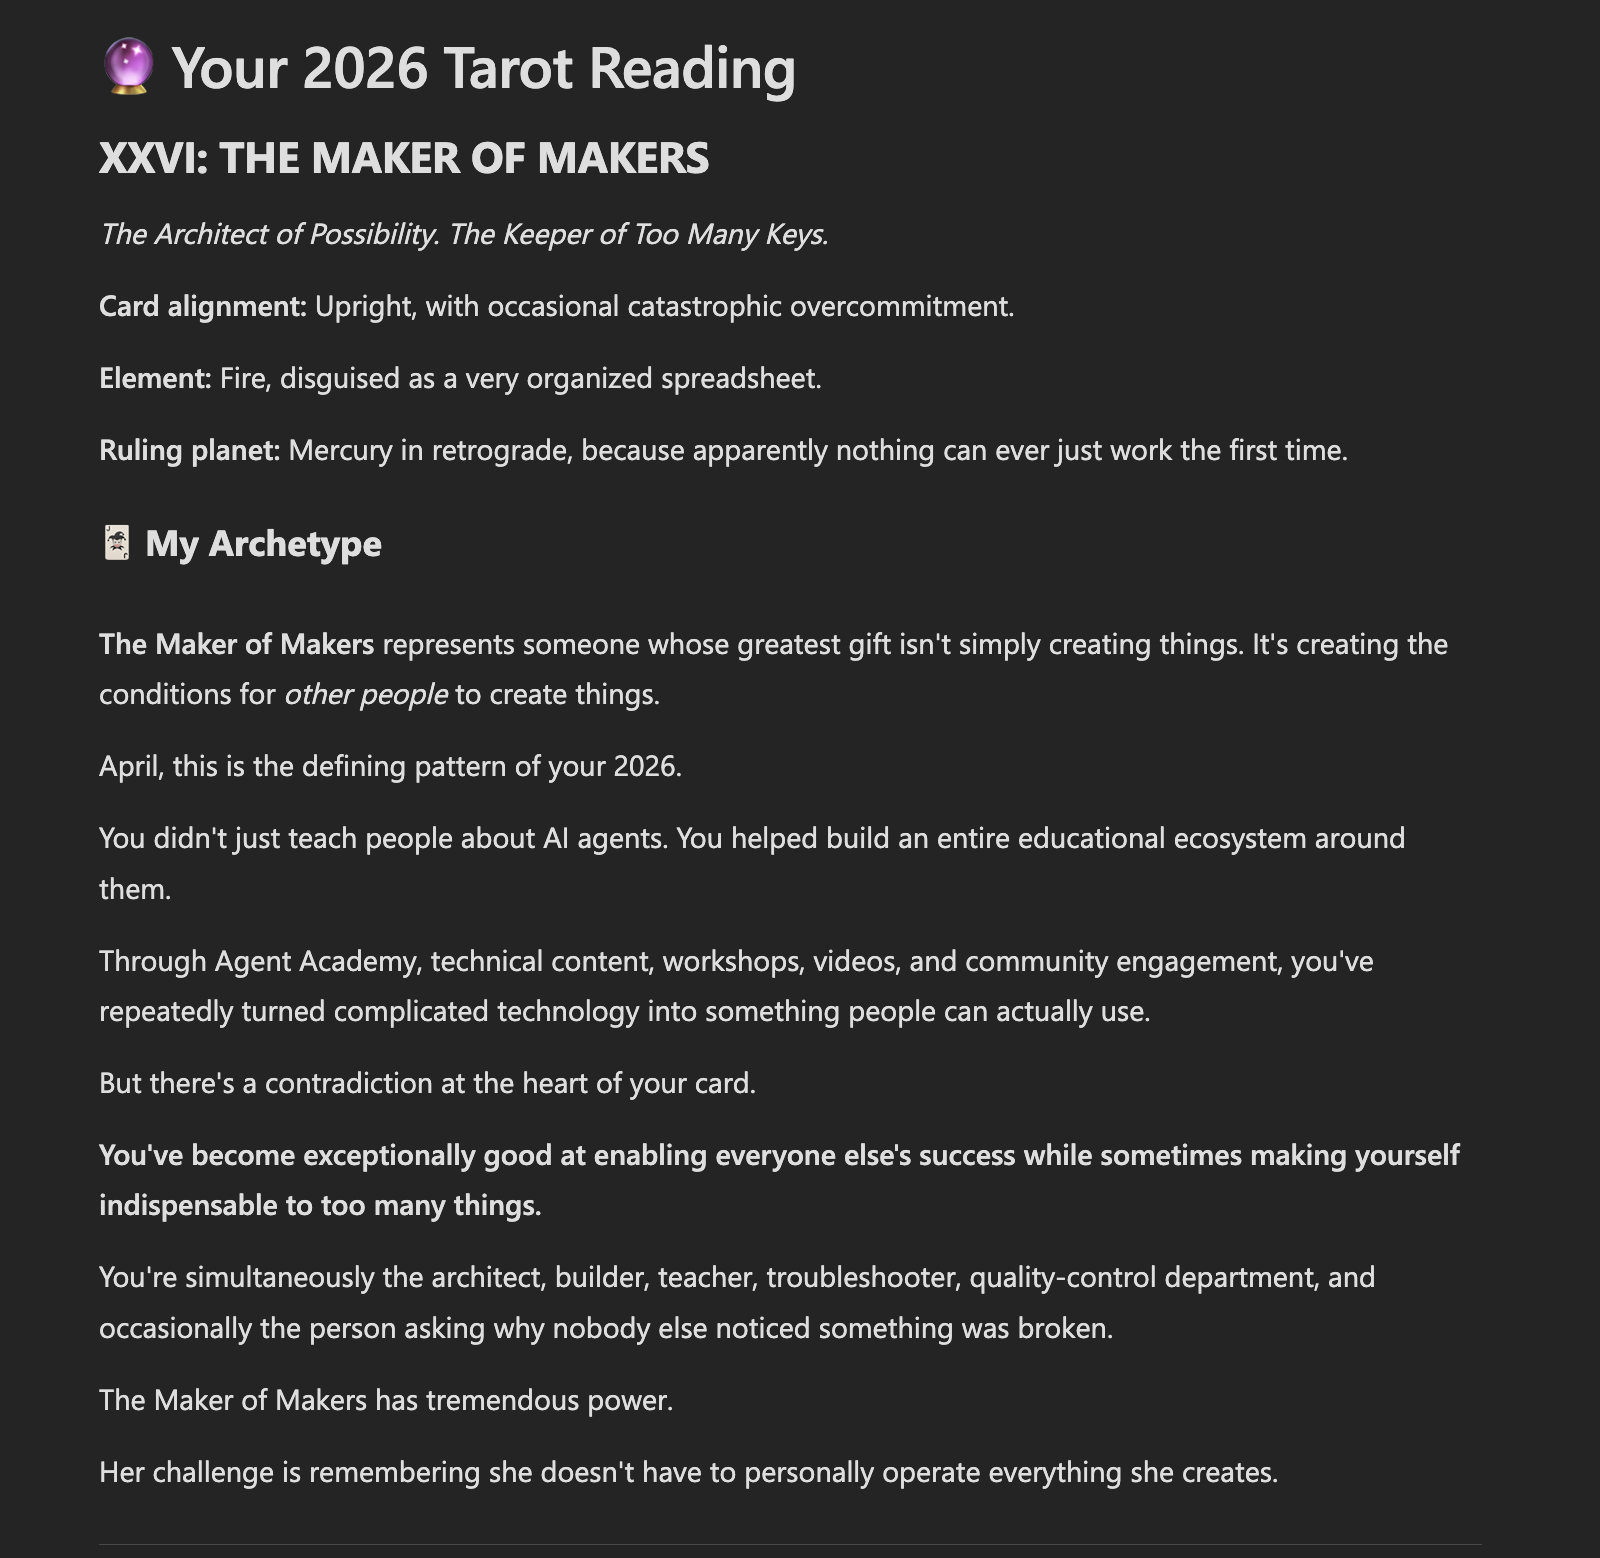 🔮 Your 2026 Tarot Reading
XXVI: THE MAKER OF MAKERS
The Architect of Possibility. The Keeper of Too Many Keys.
Card alignment: Upright, with occasional catastrophic overcommitment.
Element: Fire, disguised as a very organized spreadsheet.
Ruling planet: Mercury in retrograde, because apparently nothing can ever just work the first time.
🃏 My Archetype
The Maker of Makers represents someone whose greatest gift isn't simply creating things. It's creating the
conditions for other people to create things.
April, this is the defining pattern of your 2026.
You didn't just teach people about AI agents. You helped build an entire educational ecosystem around
them.
Through Agent Academy, technical content, workshops, videos, and community engagement, you've
repeatedly turned complicated technology into something people can actually use.
But there's a contradiction at the heart of your card.
You've become exceptionally good at enabling everyone else's success while sometimes making yourself
indispensable to too many things.
You're simultaneously the architect, builder, teacher, troubleshooter, quality-control department, and
occasionally the person asking why nobody else noticed something was broken.
The Maker of Makers has tremendous power.
Her challenge is remembering she doesn't have to personally operate everything she creates.